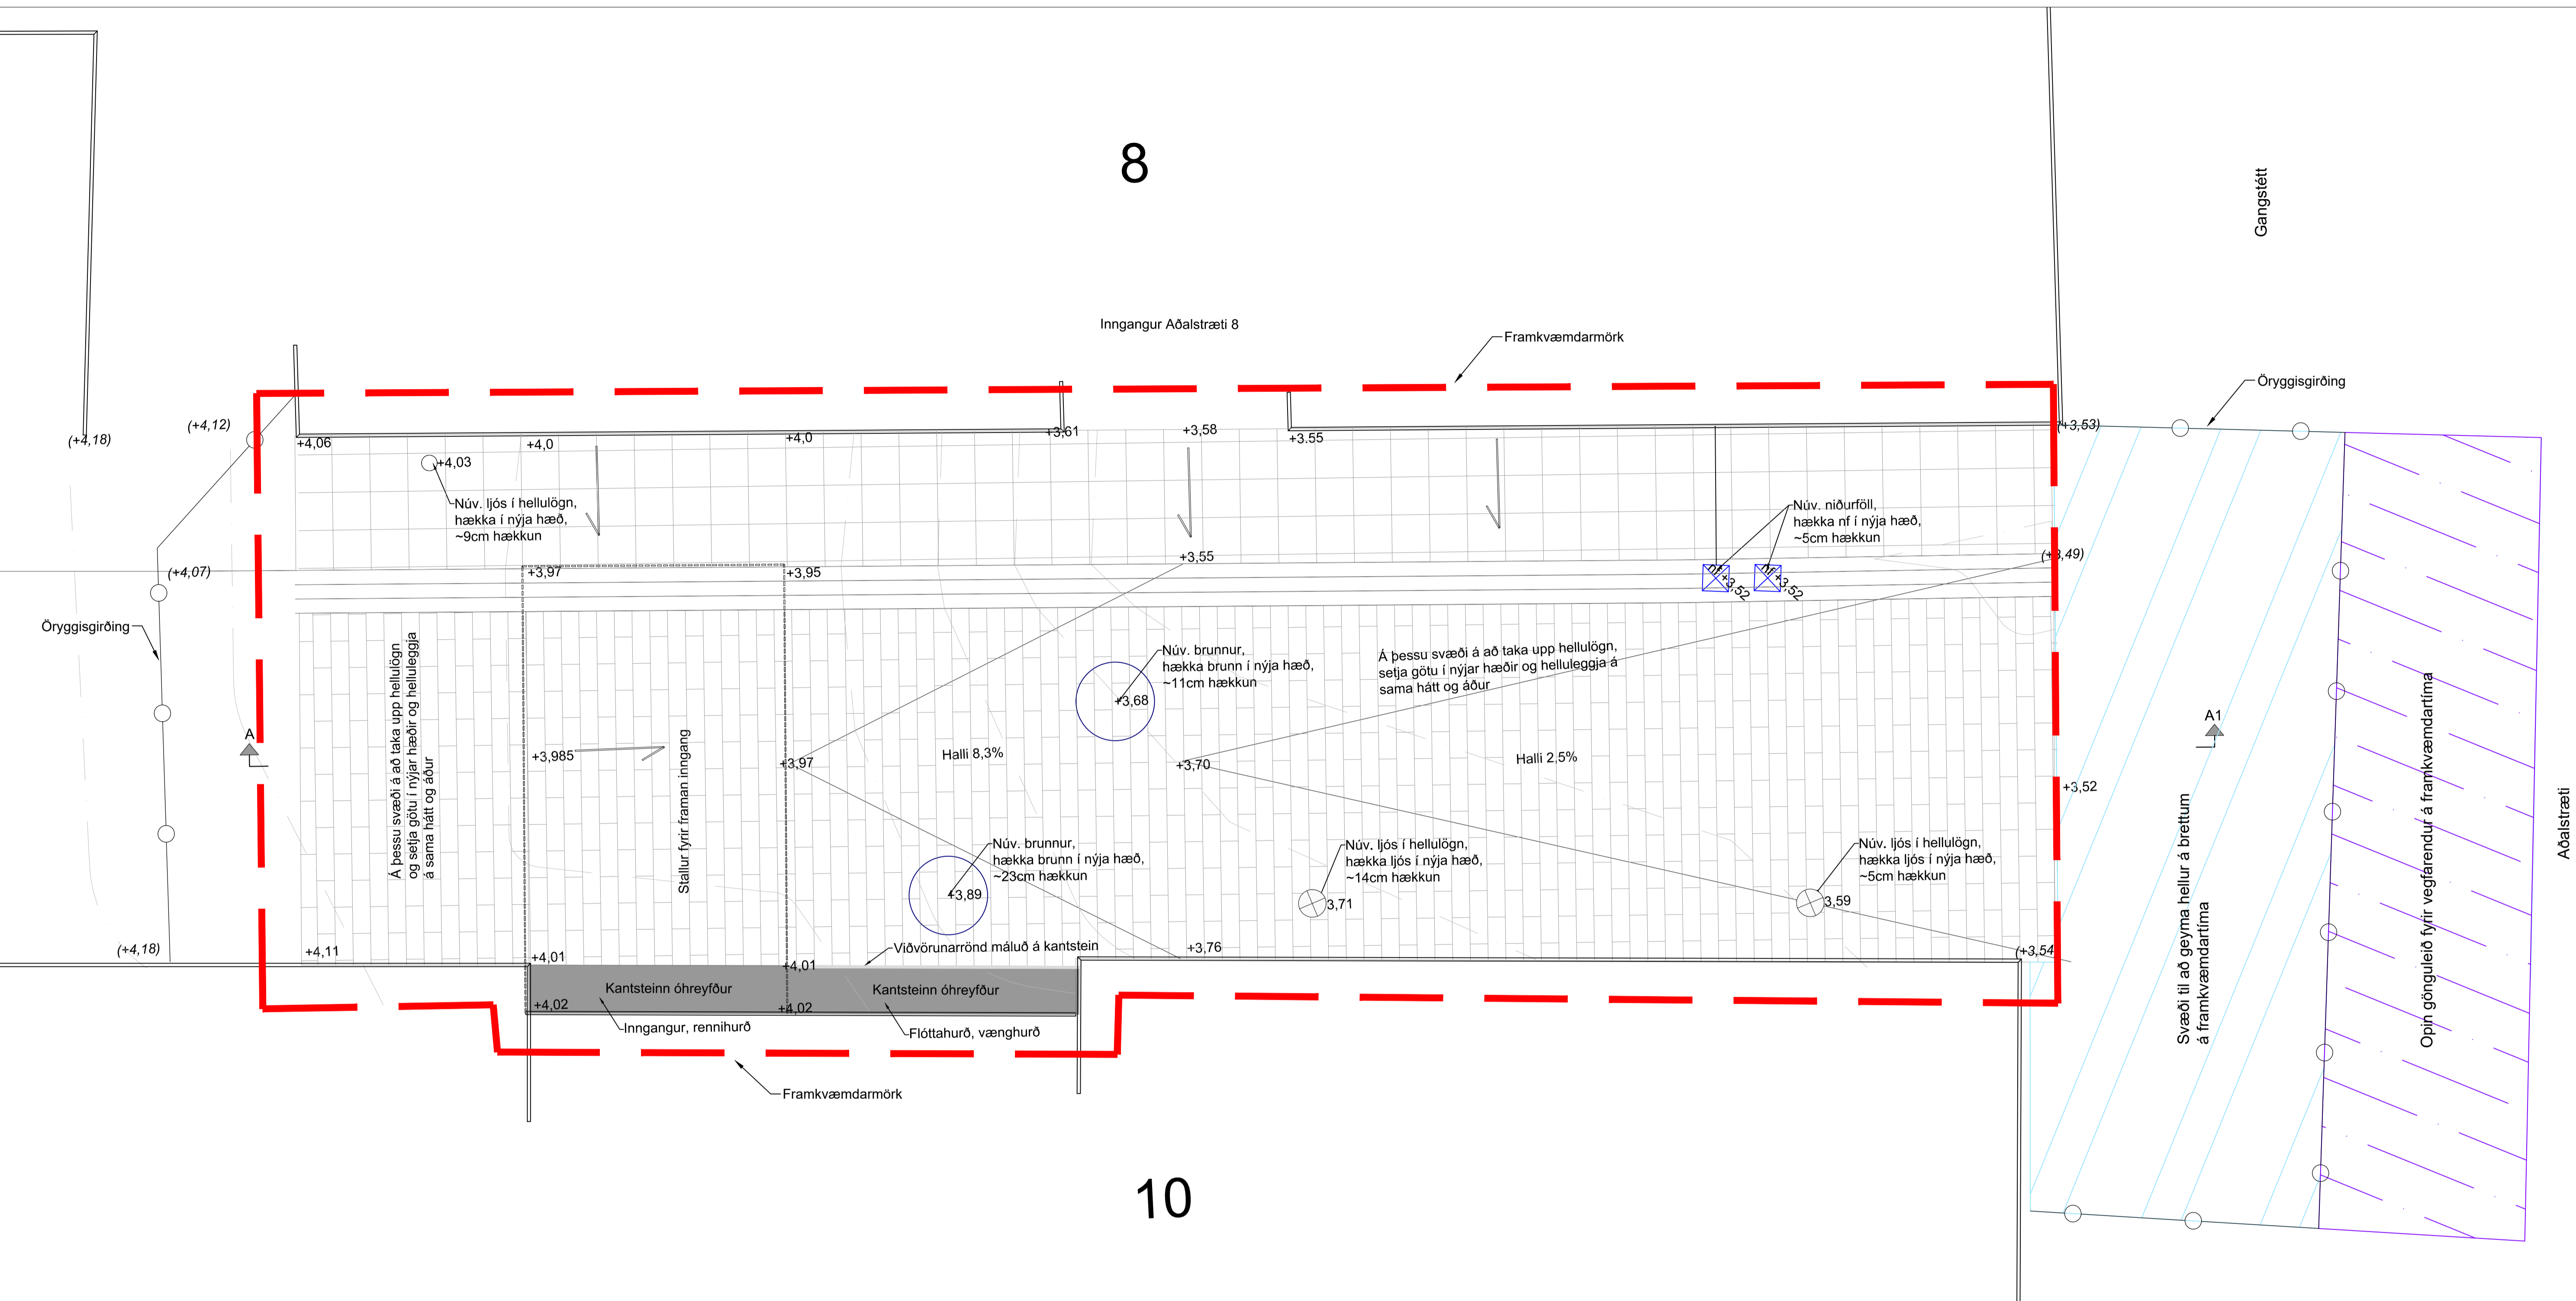 8
Gangstétt
Inngangur Aðalstræti 8
Framkvæmdarmörk
Öryggisgirðing
(+4,18)
(+4,12)
+4,06
+4,0
+4,0
+3,61
+3,58
+3.55
(+3,53)
+4,03
Núv. ljós í hellulögn,
hækka í nýja hæð,
~9cm hækkun
Núv. niðurföll,
hækka nf í nýja hæð,
~5cm hækkun
(+4,07)
+3,97
+3,95
+3,55
nf +3,52
nf +3,52
(+3,49)
Öryggisgirðing
Á þessu svæði á að taka upp hellulögn
og setja götu í nýjar hæðir og helluleggja
á sama hátt og áður
Stallur fyrir framan inngang
Núv. brunnur,
hækka brunn í nýja hæð,
~11cm hækkun
+3,68
Á þessu svæði á að taka upp hellulögn,
setja götu í nýjar hæðir og helluleggja á
sama hátt og áður
A
A1
+3,985
+3,97
Halli 8,3%
+3,70
Halli 2,5%
+3,52
Núv. brunnur,
hækka brunn í nýja hæð,
~23cm hækkun
+3,89
Núv. ljós í hellulögn,
hækka ljós í nýja hæð,
~14cm hækkun
3,71
Núv. ljós í hellulögn,
hækka ljós í nýja hæð,
~5cm hækkun
3,59
Svæði til að geyma hellur á brettum
á framkvæmdartíma
Opin gönguleið fyrir vegfarendur á framkvæmdartíma
Aðalstræti
(+4,18)
+4,11
+4,01
+4,01
Viðvörunarrönd máluð á kantstein
+3,76
(+3,54
Kantsteinn óhreyfður
Kantsteinn óhreyfður
+4,02
+4,02
Inngangur, rennihurð
Flóttahurð, vænghurð
Framkvæmdarmörk
10